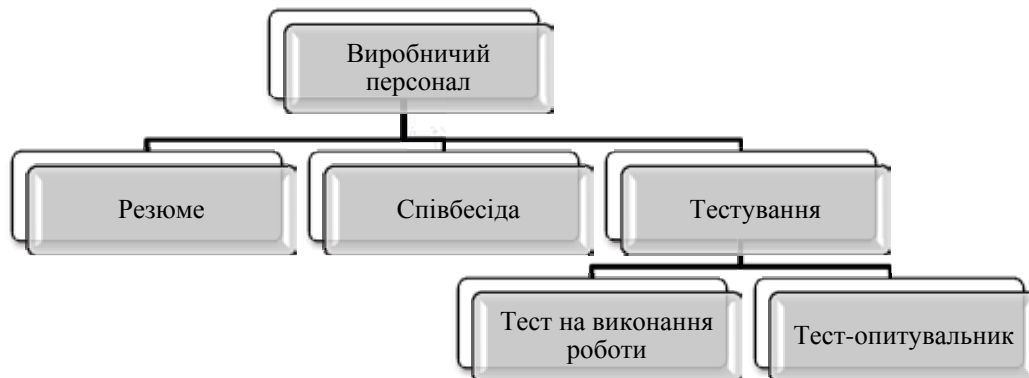 Виробничий
персонал
Резюме
Співбесіда
Тестування
Тест на виконання
роботи
Тест-опитувальник